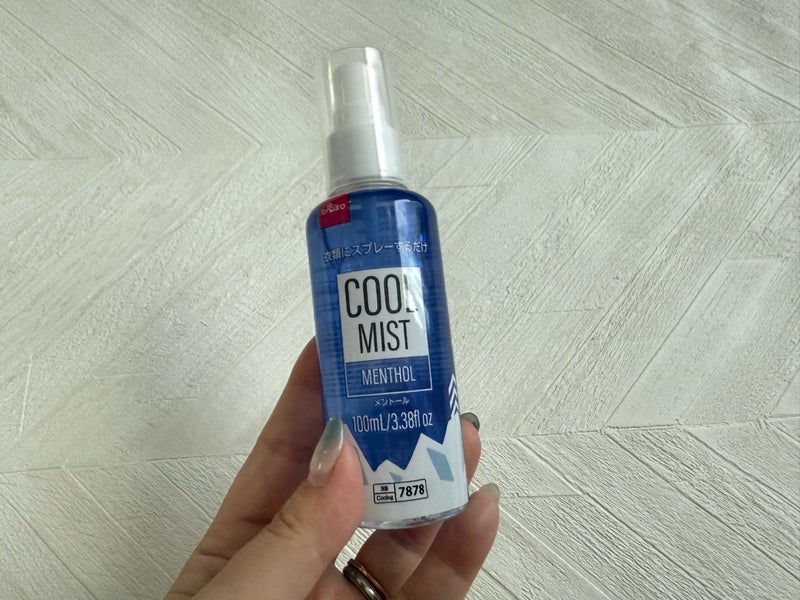 DAISO
衣類にスプレーするだけ
COOL
MIST
MENTHOL
メントール
100mL/3.38fl oz
Cooling
7878